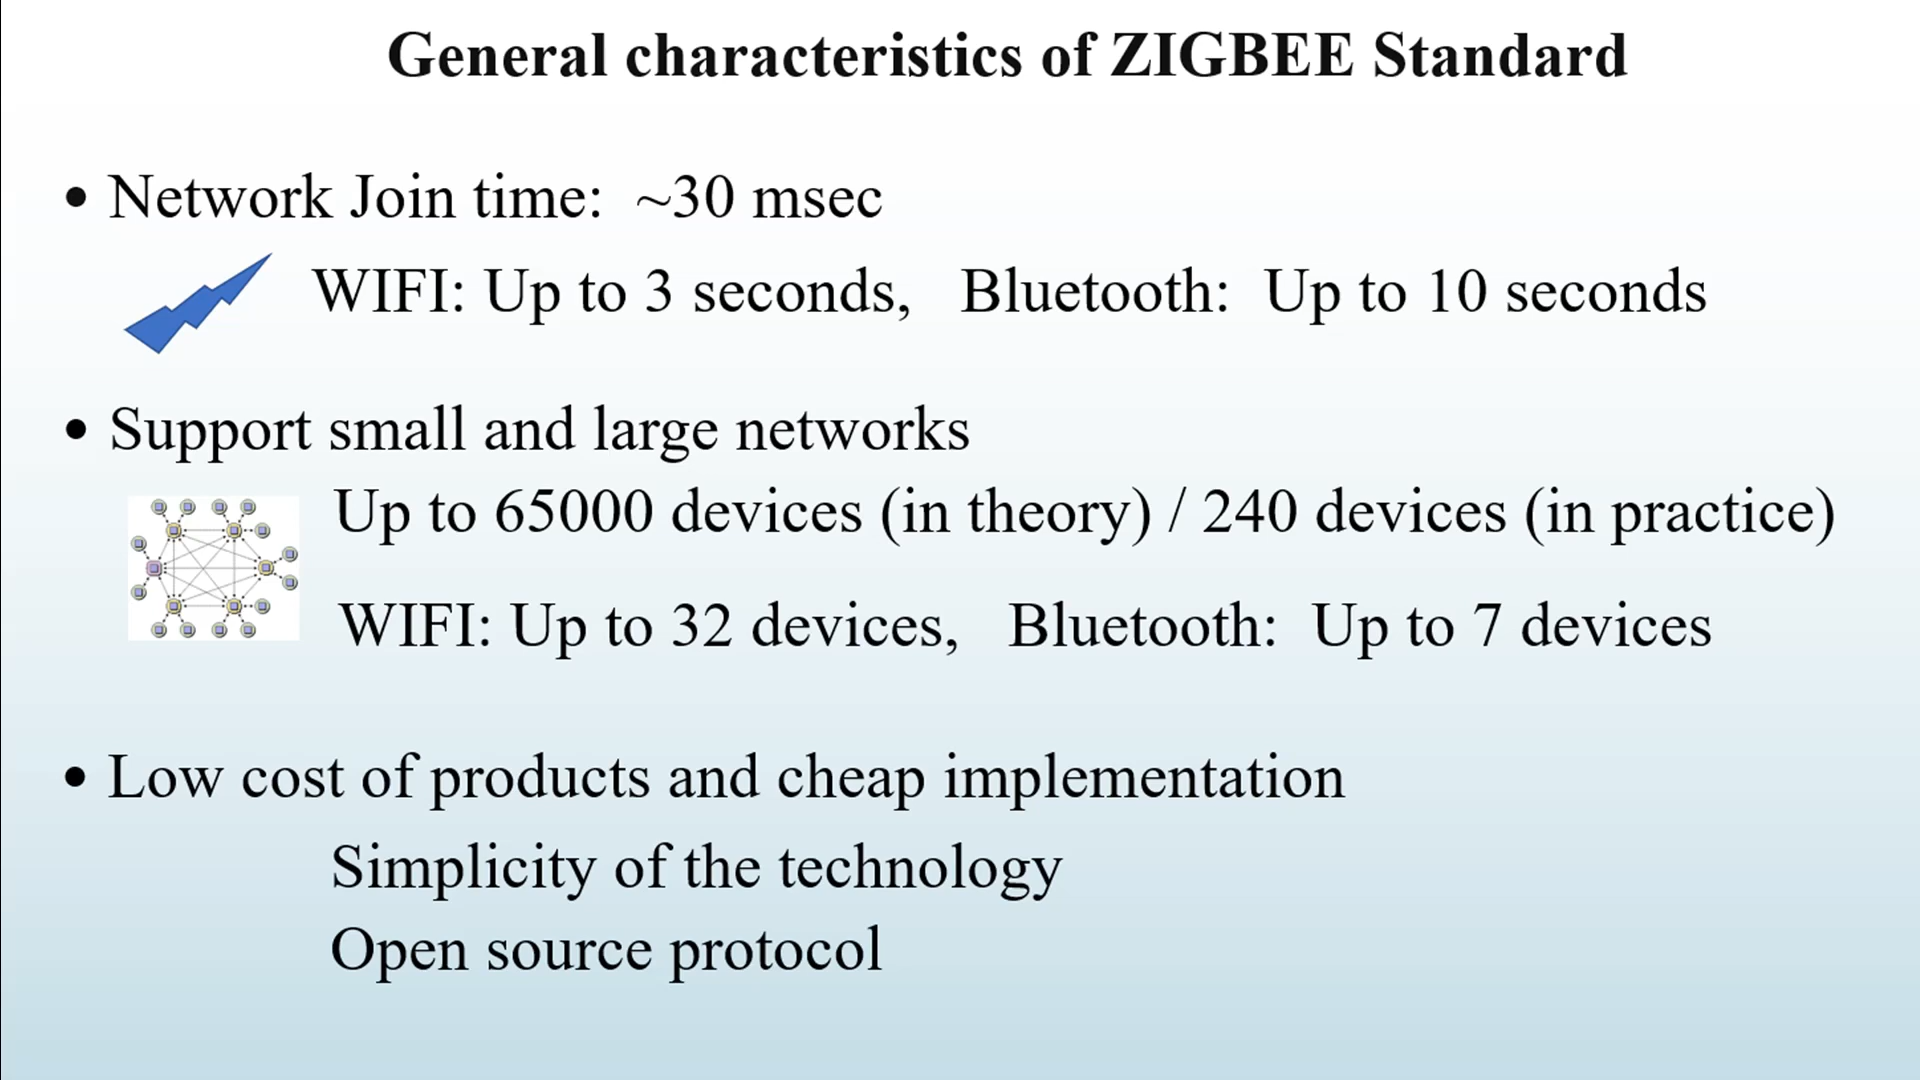 General characteristics of ZIGBEE Standard
• Network Join time: ~30 msec
WIFI: Up to 3 seconds, Bluetooth: Up to 10 seconds
• Support small and large networks
Up to 65000 devices (in theory) / 240 devices (in practice)
WIFI: Up to 32 devices, Bluetooth: Up to 7 devices
• Low cost of products and cheap implementation
Simplicity of the technology
Open source protocol